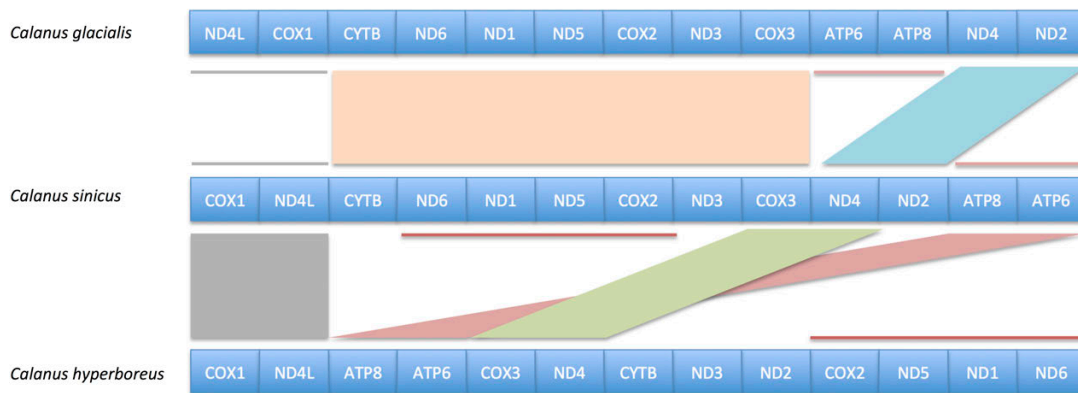 Calanus glacialis ND4L COX1 CYTB ND6 ND1 ND5 COX2 ND3 COX3 ATP6 ATP8 ND4 ND2
Calanus sinicus COX1 ND4L CYTB ND6 ND1 ND5 COX2 ND3 COX3 ND4 ND2 ATP8 ATP6
Calanus hyperboreus COX1 ND4L ATP8 ATP6 COX3 ND4 CYTB ND3 ND2 COX2 ND5 ND1 ND6